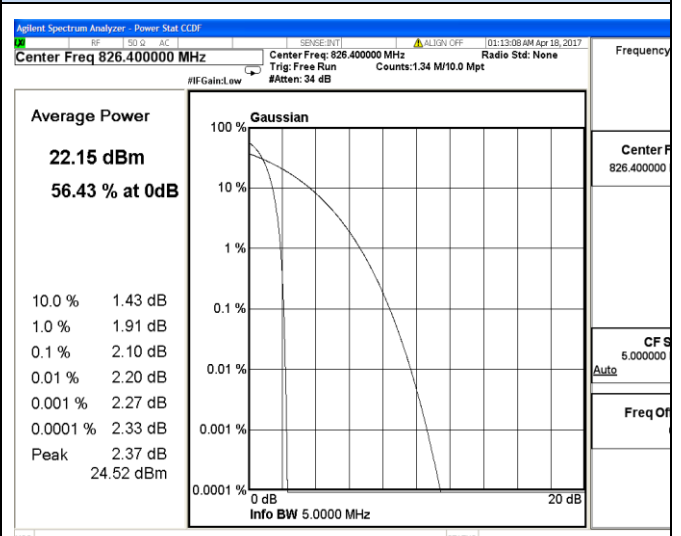 Agilent Spectrum Analyzer - Power Stat CCDF
RF 50 Ω AC SENSE:INT ALIGN OFF 01:13:08 AM Apr 18, 2017
Center Freq 826.400000 MHz
Center Freq: 826.400000 MHz Radio Std: None
Trig: Free Run Counts:1.34 M/10.0 Mpt
#IFGain:Low #Atten: 34 dB
Average Power
22.15 dBm
56.43 % at 0dB
10.0 % 1.43 dB
1.0 % 1.91 dB
0.1 % 2.10 dB
0.01 % 2.20 dB
0.001 % 2.27 dB
0.0001 % 2.33 dB
Peak 2.37 dB
24.52 dBm
Gaussian
100 %
10 %
1 %
0.1 %
0.01 %
0.001 %
0.0001 %
0 dB 20 dB
Info BW 5.0000 MHz
Frequency
Center F
826.400000
CF S
5.000000
Auto
Freq Of